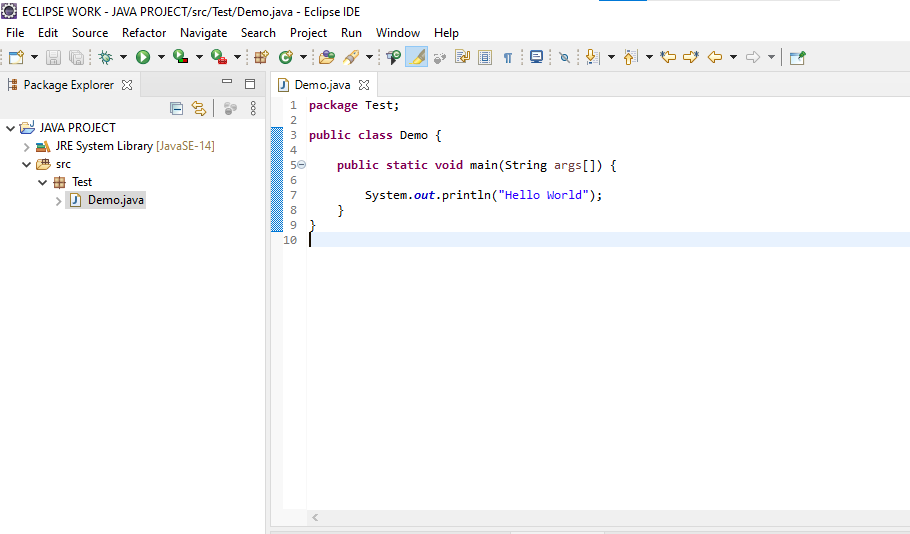 ECLIPSE WORK - JAVA PROJECT/src/Test/Demo.java - Eclipse IDE
File Edit Source Refactor Navigate Search Project Run Window Help
Package Explorer
JAVA PROJECT
JRE System Library [JavaSE-14]
src
Test
Demo.java
Demo.java
1 package Test;
2
3 public class Demo {
4
5 public static void main(String args[]) {
6
7 System.out.println("Hello World");
8 }
9 }
10